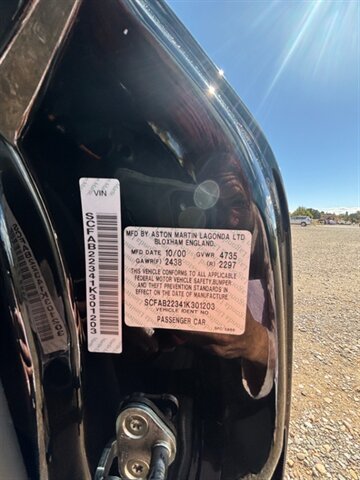 VIN
SCFAB22341K301203
MFD BY ASTON MARTIN LAGONDA LTD
BLOXHAM ENGLAND.
MFD DATE 10/00 GVWR 4735
GAWR(F) 2438 (R) 2297
THIS VEHICLE CONFORMS TO ALL APPLICABLE
FEDERAL MOTOR VEHICLE SAFETY, BUMPER
AND THEFT PREVENTION STANDARDS IN
EFFECT ON THE DATE OF MANUFACTURE
SCFAB22341K301203
VEHICLE IDENT NO
PASSENGER CAR